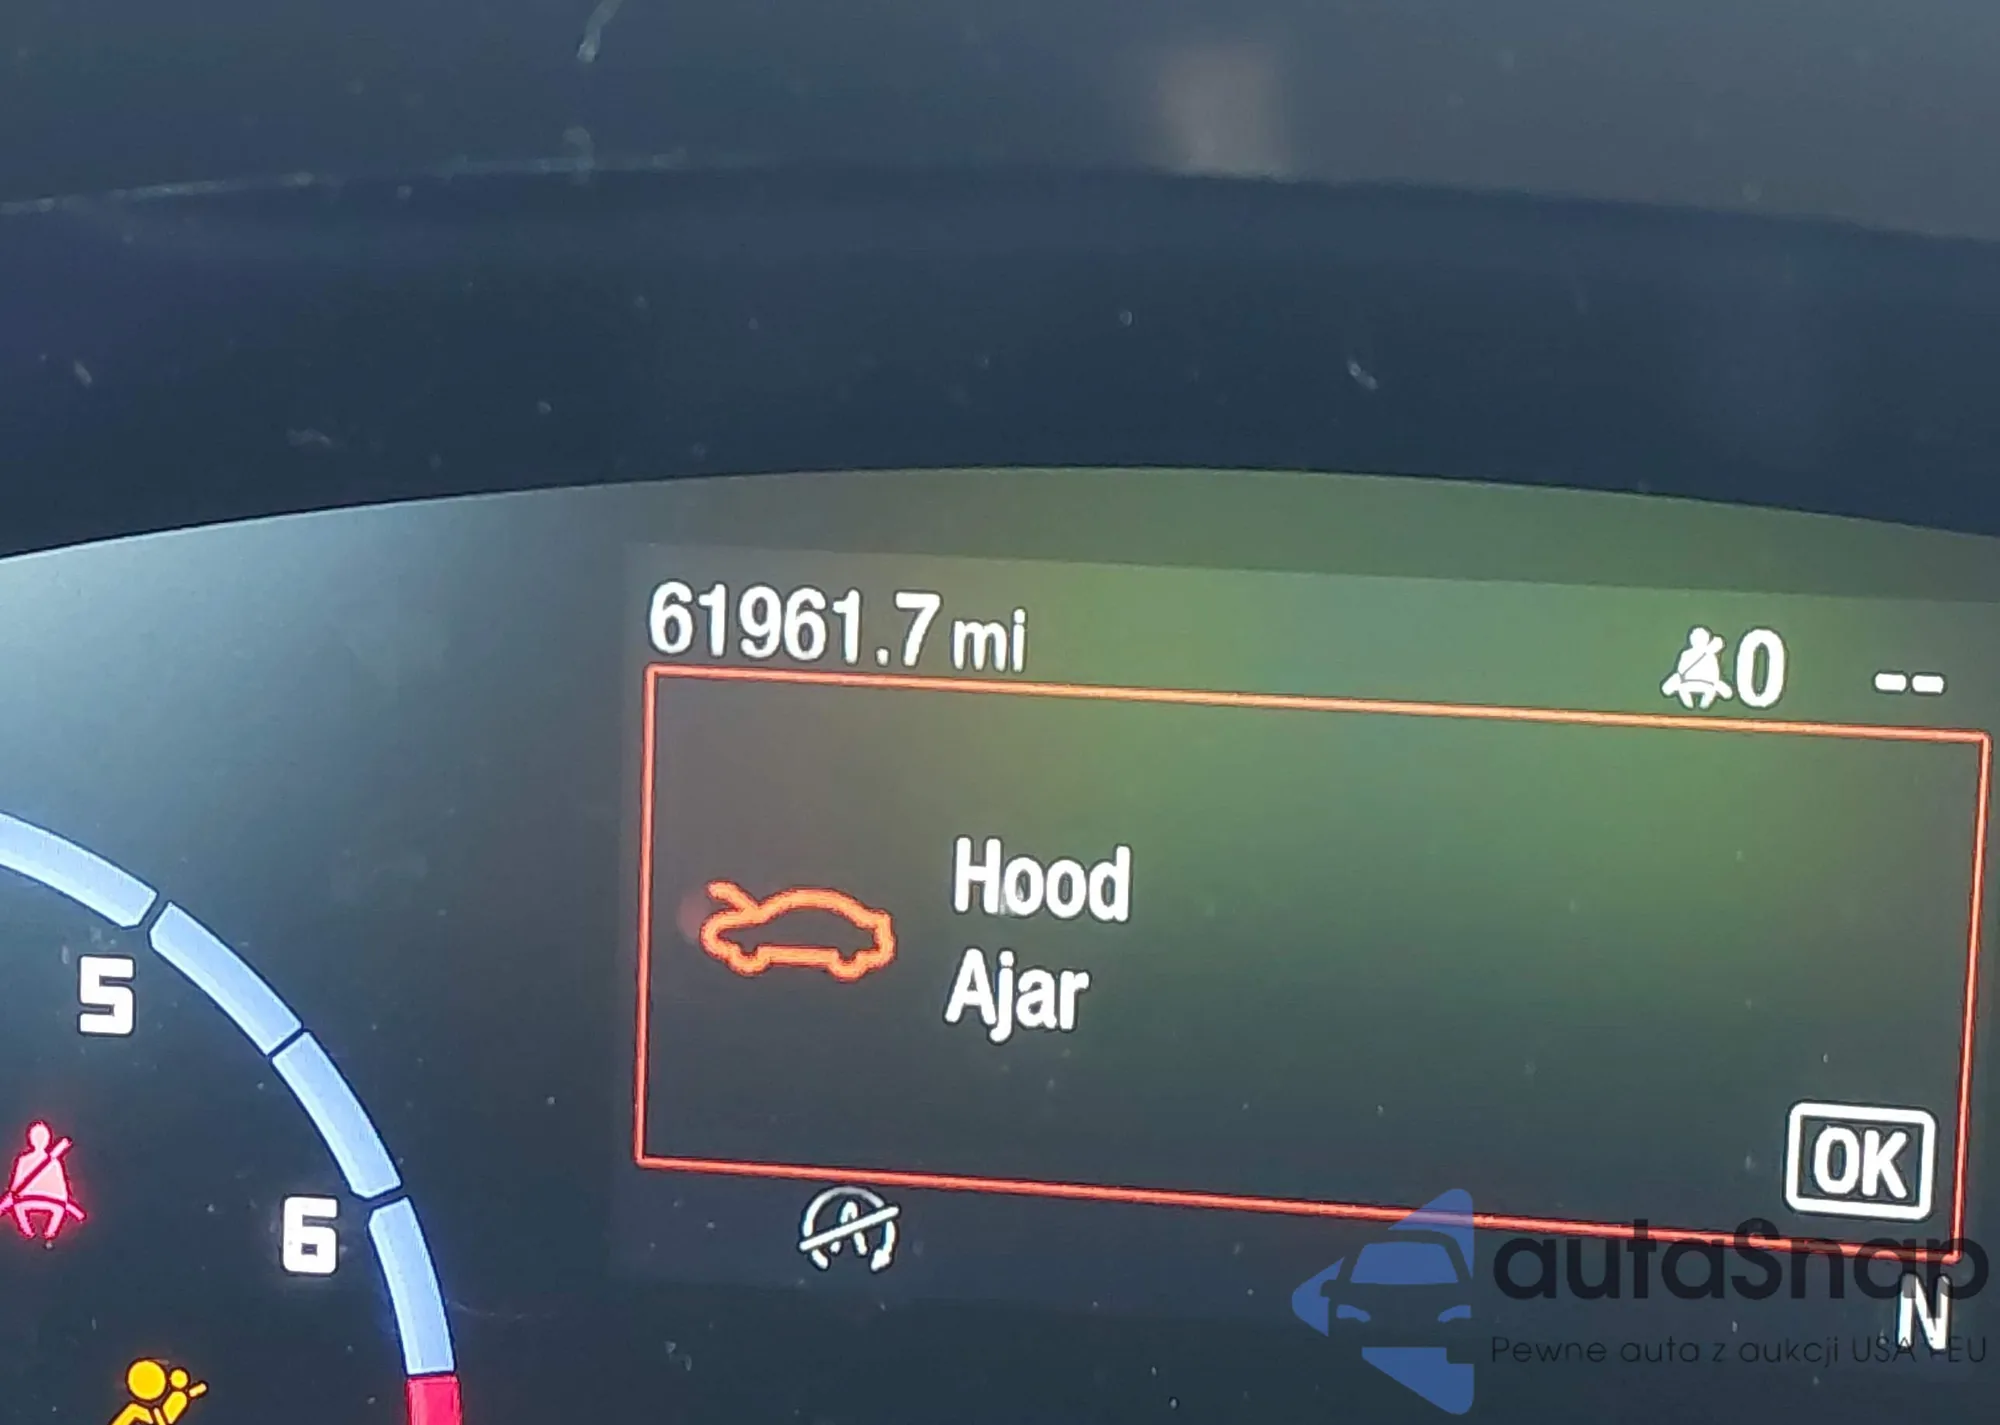 61961.7 mi
0 --
Hood
Ajar
5
OK
6
A
N
autaSnap
Pewne auta z aukcji USA i EU